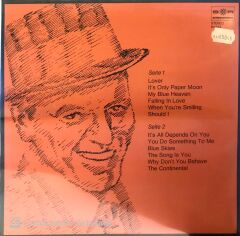 Seite 1
Lover
It's Only Paper Moon
My Blue Heaven
Falling In Love
When You're Smiling
Should I
Seite 2
It's All Depends On You
You Do Something To Me
Blue Skies
The Song Is You
Why Don't You Behave
The Continental